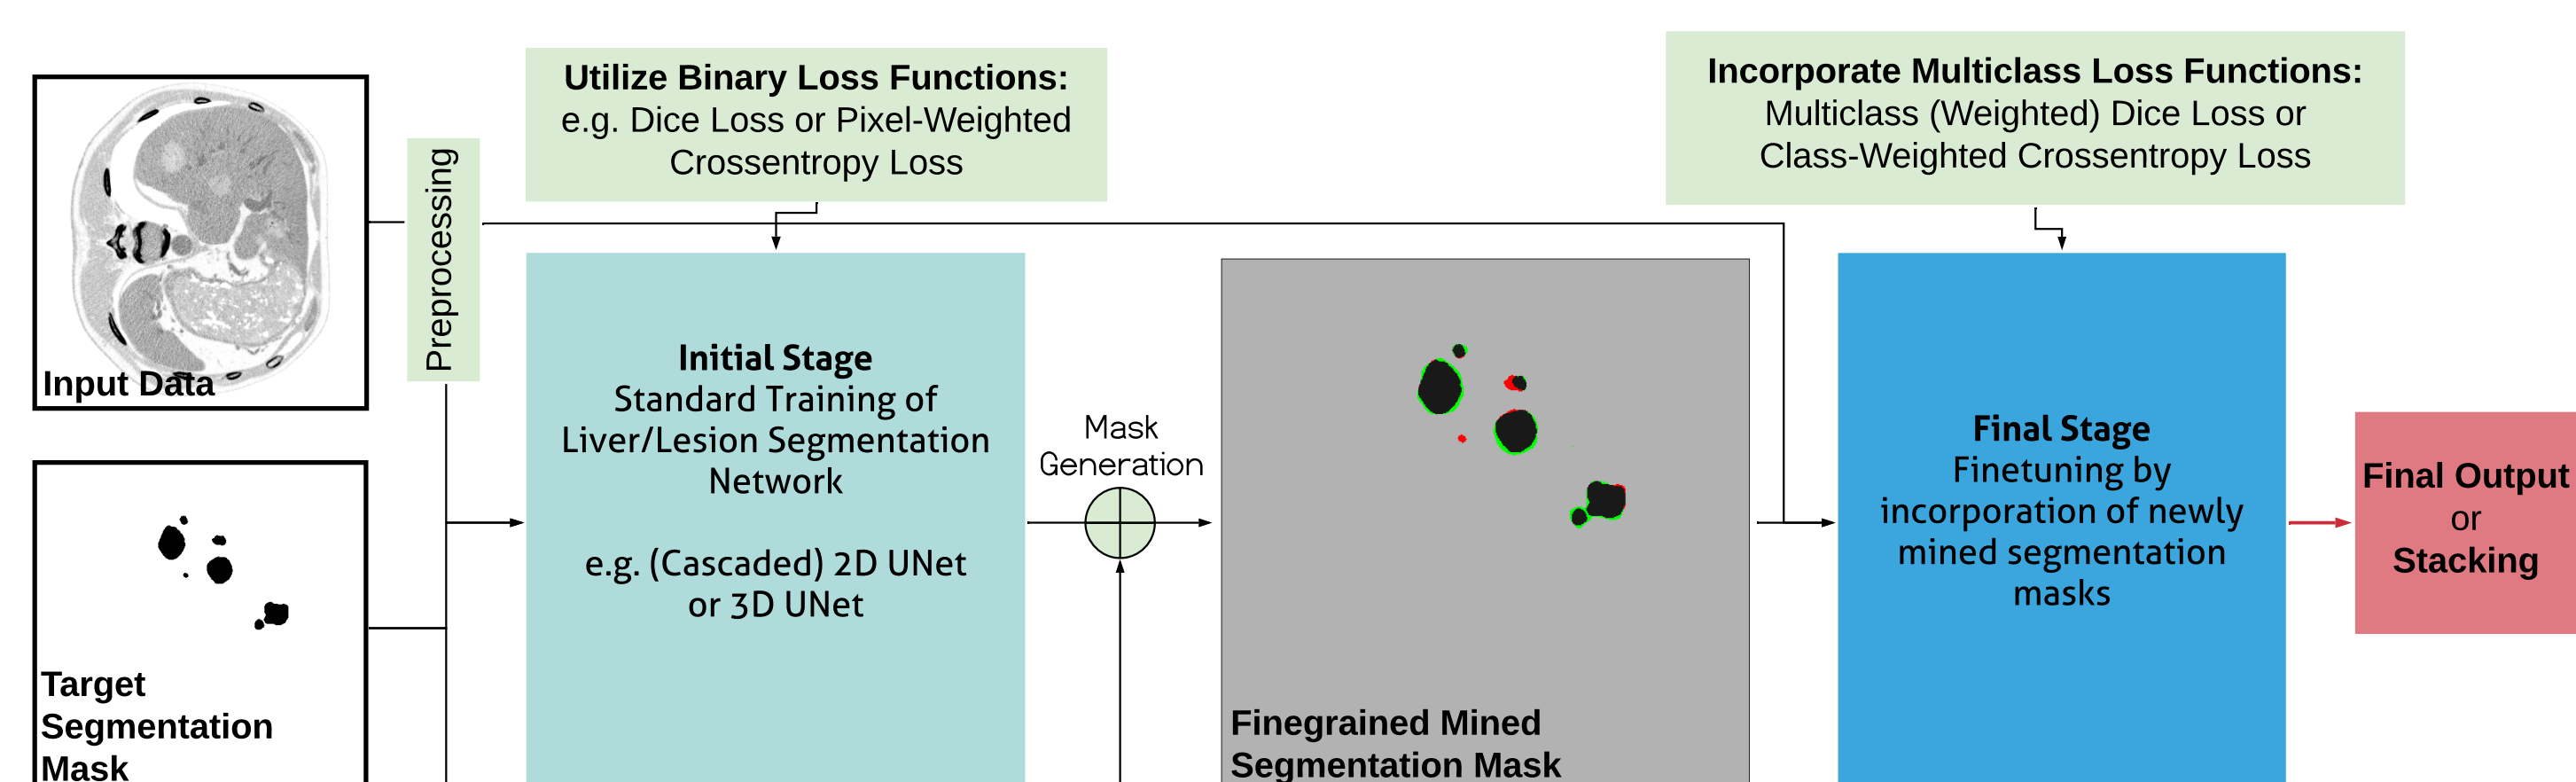 Utilize Binary Loss Functions:
e.g. Dice Loss or Pixel-Weighted
Crossentropy Loss
Incorporate Multiclass Loss Functions:
Multiclass (Weighted) Dice Loss or
Class-Weighted Crossentropy Loss
Input Data
Preprocessing
Initial Stage
Standard Training of
Liver/Lesion Segmentation
Network
e.g. (Cascaded) 2D UNet
or 3D UNet
Mask
Generation
Final Stage
Finetuning by
incorporation of newly
mined segmentation
masks
Final Output
or
Stacking
Target
Segmentation
Mask
Finegrained Mined
Segmentation Mask